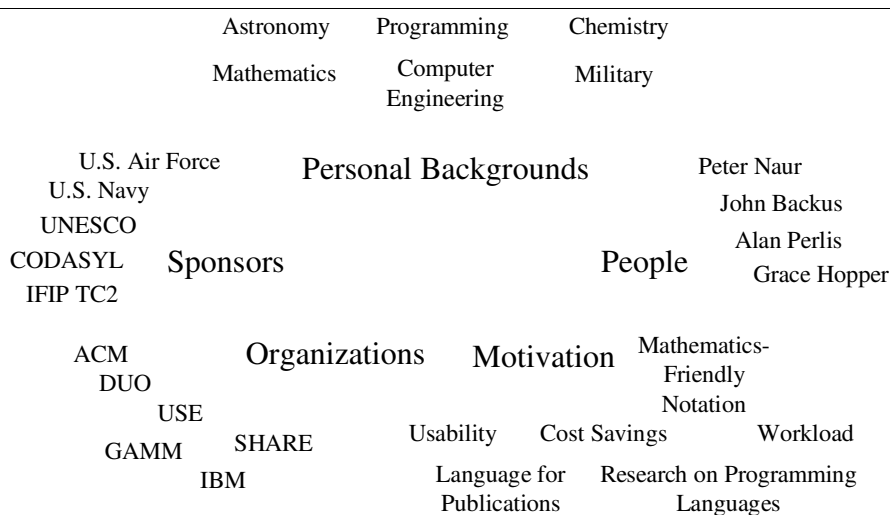 Astronomy Programming Chemistry
Mathematics Computer Engineering Military
Personal Backgrounds
U.S. Air Force
U.S. Navy
UNESCO
CODASYL
IFIP TC2
Sponsors
People
Peter Naur
John Backus
Alan Perlis
Grace Hopper
Organizations
ACM
DUO
USE
GAMM
SHARE
IBM
Motivation
Mathematics-
Friendly
Notation
Usability Cost Savings Workload
Language for
Publications
Research on Programming
Languages